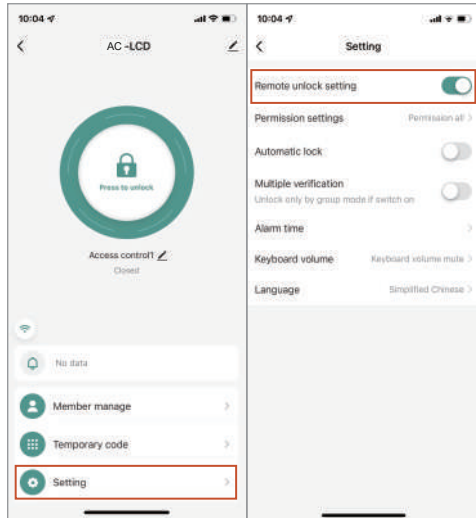 10:04
AC -LCD
Press to unlock
Access control1
Closed
No data
Member manage
Temporary code
Setting
10:04
Setting
Remote unlock setting
Permission settings
Permission all
Automatic lock
Multiple verification
Unlock only by group mode if switch on
Alarm time
Keyboard volume
Keyboard volume mute
Language
Simplified Chinese